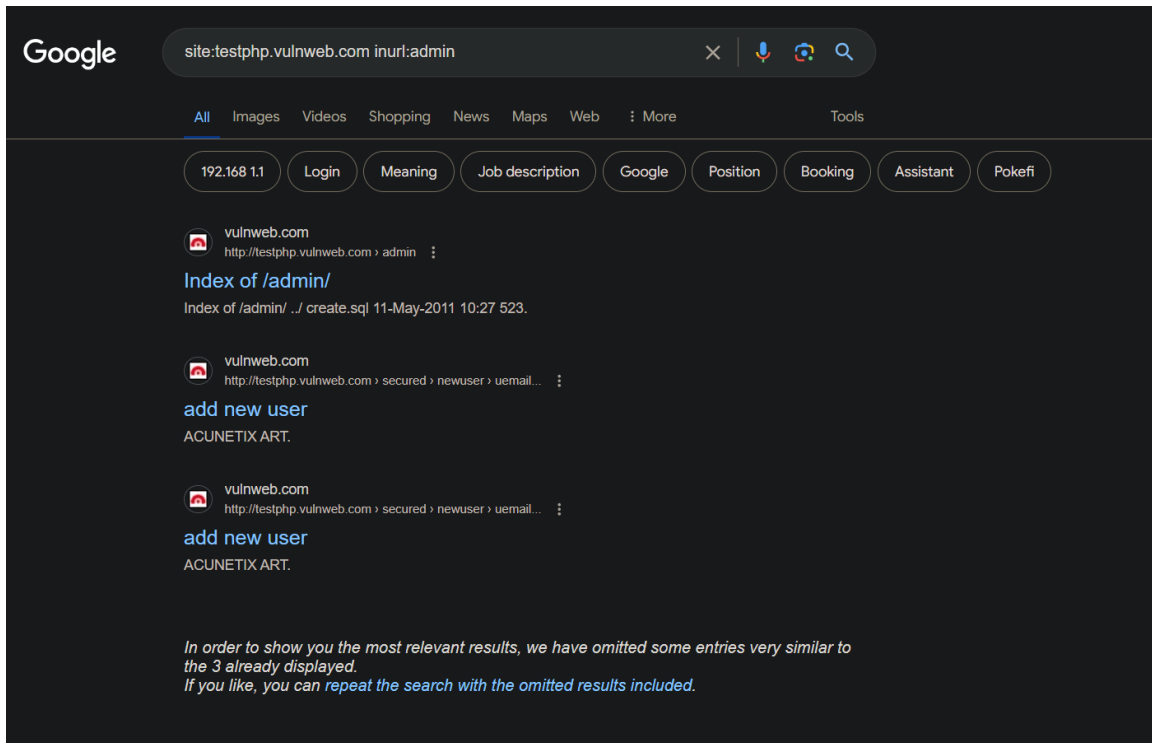 Google
site:testphp.vulnweb.com inurl:admin
All Images Videos Shopping News Maps Web More Tools
192.168 1.1 Login Meaning Job description Google Position Booking Assistant Pokefi
vulnweb.com
http://testphp.vulnweb.com › admin
Index of /admin/
Index of /admin/ ../ create.sql 11-May-2011 10:27 523.
vulnweb.com
http://testphp.vulnweb.com › secured › newuser › uemail...
add new user
ACUNETIX ART.
vulnweb.com
http://testphp.vulnweb.com › secured › newuser › uemail...
add new user
ACUNETIX ART.
In order to show you the most relevant results, we have omitted some entries very similar to
the 3 already displayed.
If you like, you can repeat the search with the omitted results included.